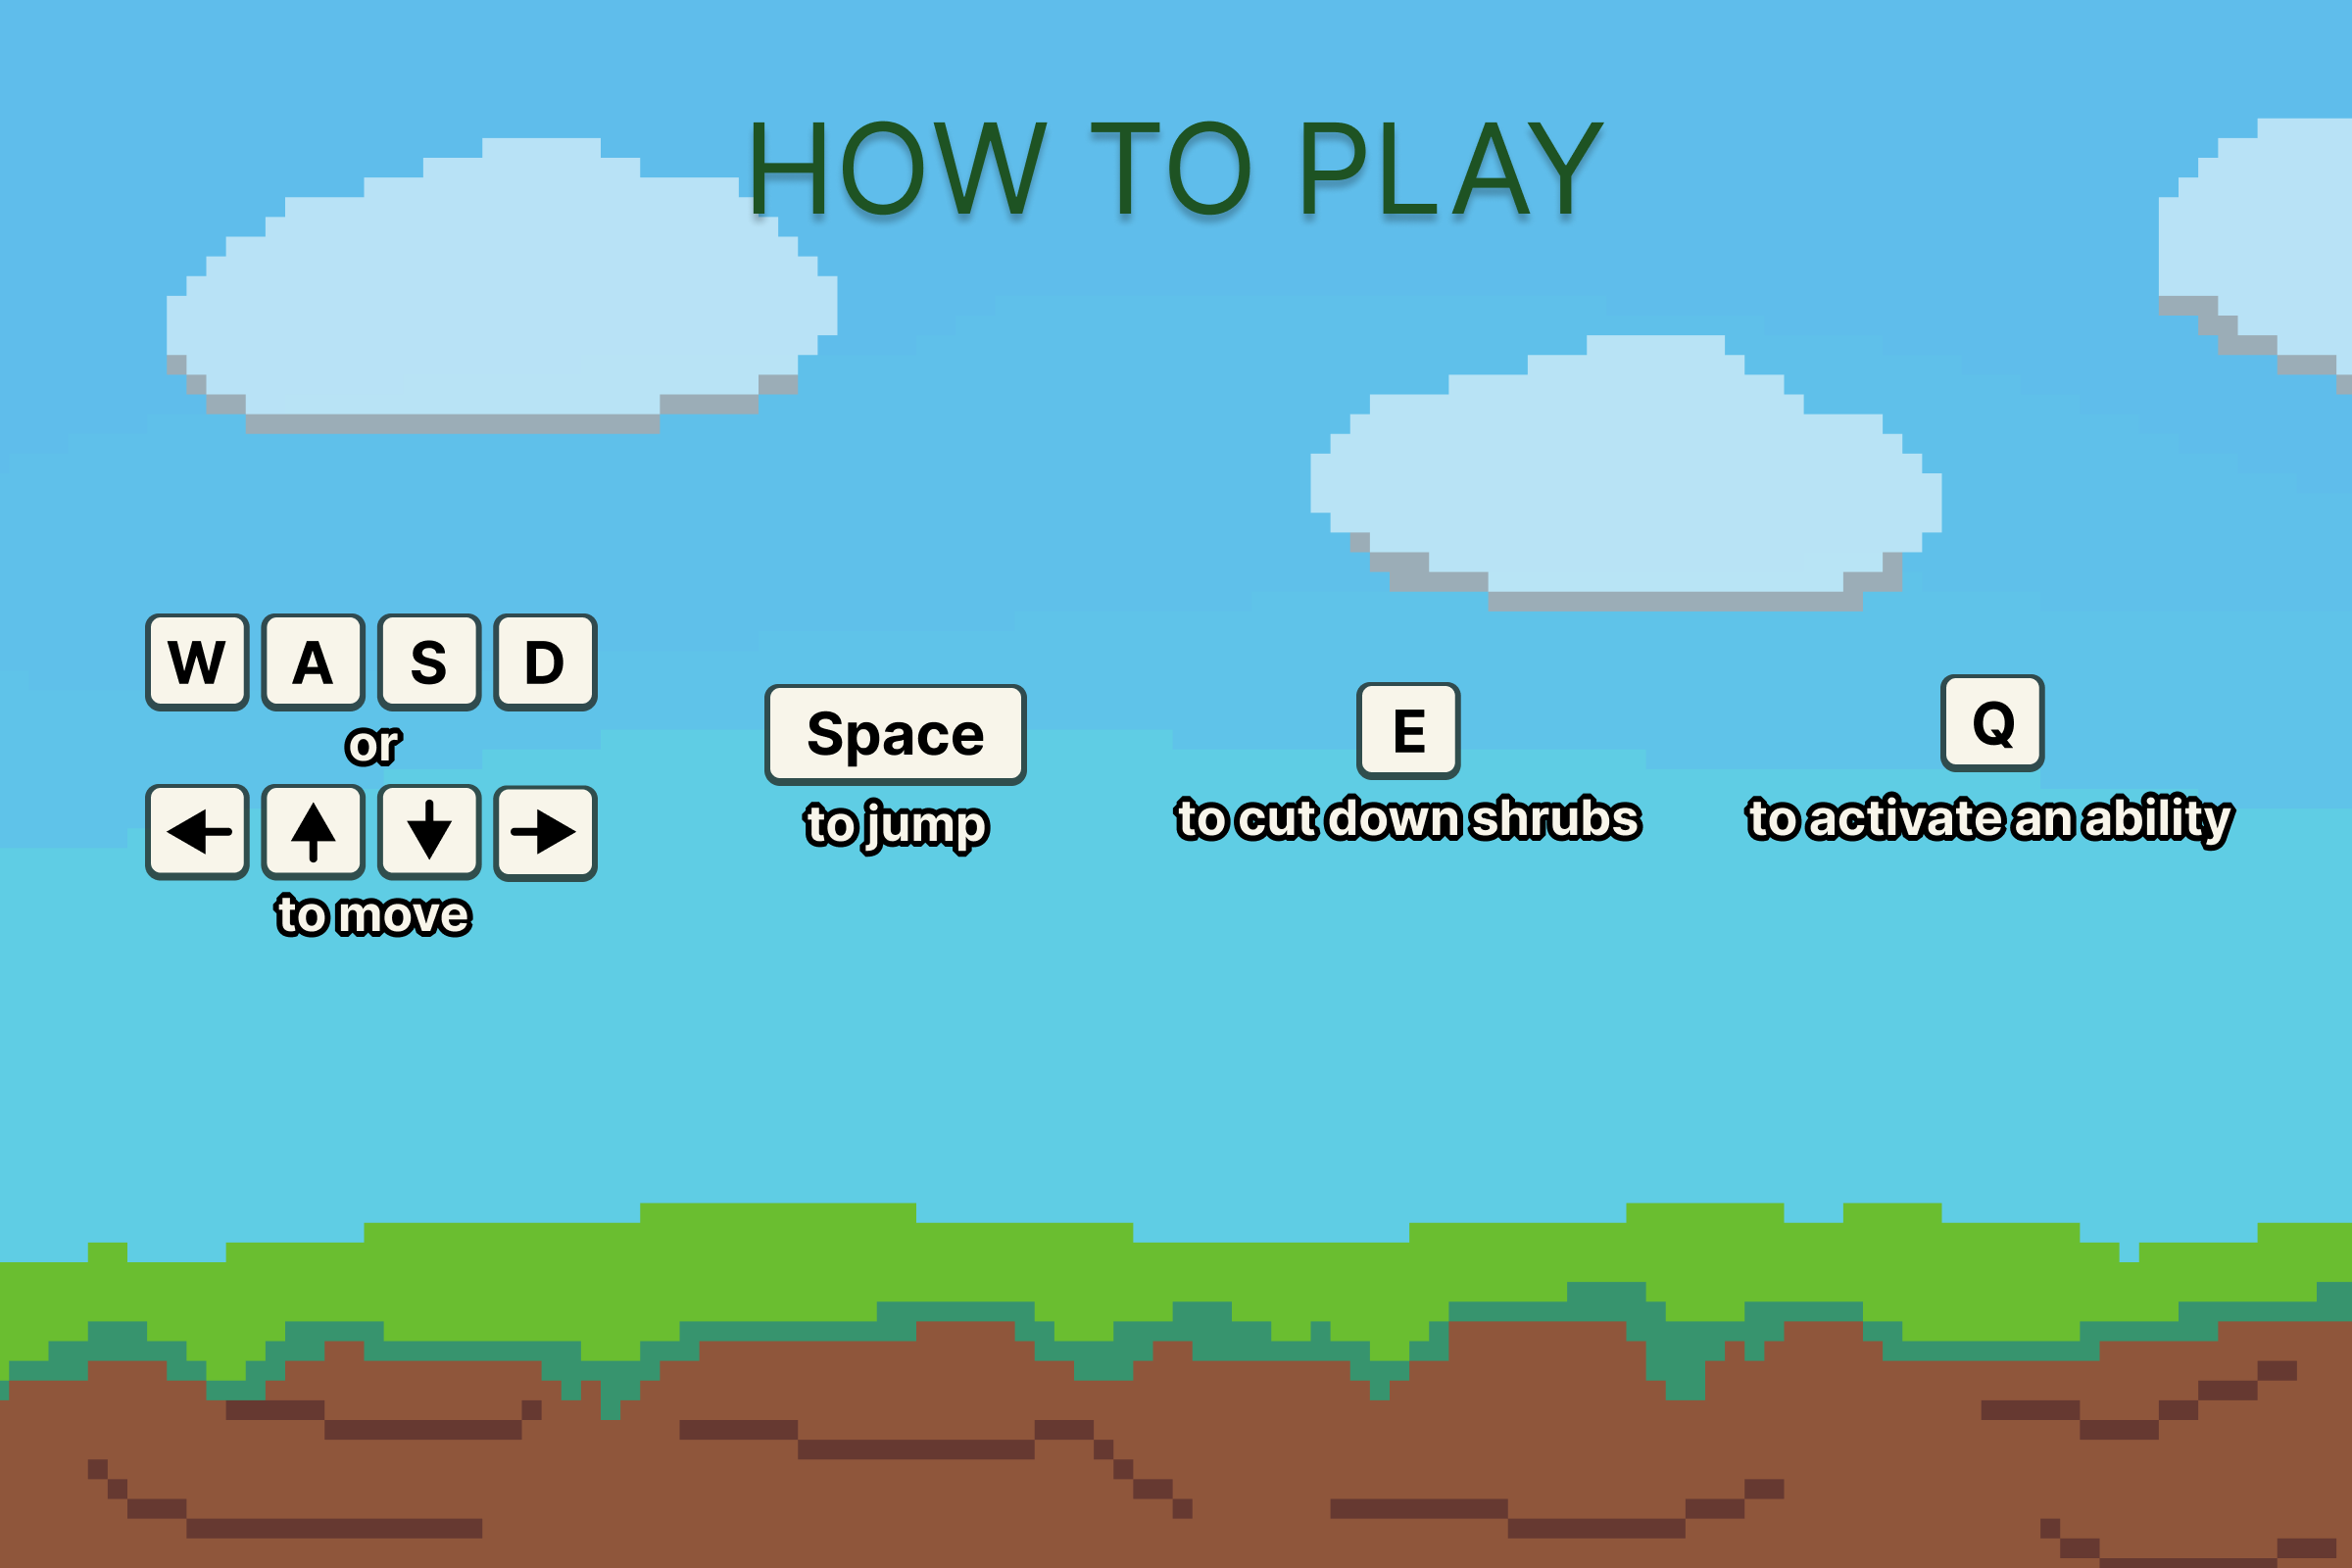 HOW TO PLAY
W A S D
or
← ↑ ↓ →
to move
Space
to jump
E
to cut down shrubs
Q
to activate an ability